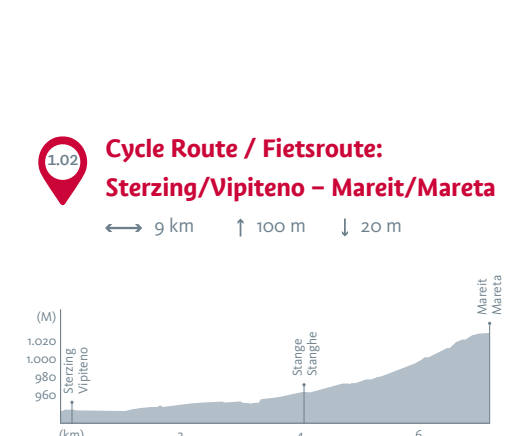 1.02
Cycle Route / Fietsroute:
Sterzing/Vipiteno – Mareit/Mareta
9 km 100 m 20 m
(M)
1.020
1.000
980
960
Sterzing
Vipiteno
Stange
Stanghe
Mareit
Mareta
(km) 2 4 6